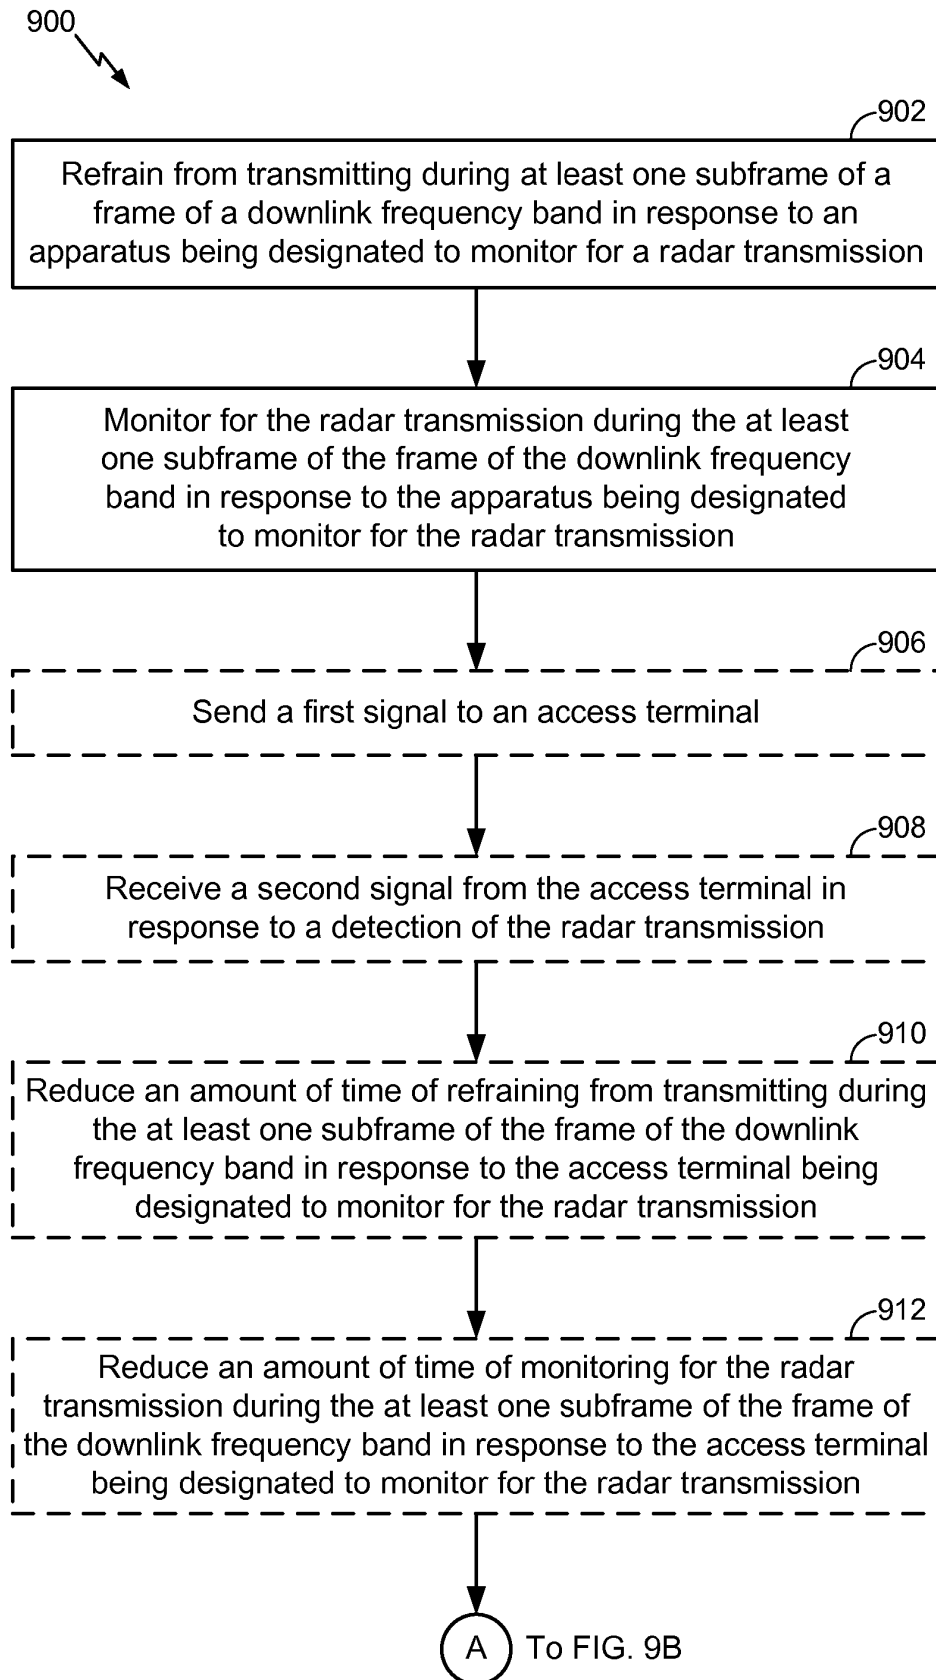 900
902
Refrain from transmitting during at least one subframe of a
frame of a downlink frequency band in response to an
apparatus being designated to monitor for a radar transmission
904
Monitor for the radar transmission during the at least
one subframe of the frame of the downlink frequency
band in response to the apparatus being designated
to monitor for the radar transmission
906
Send a first signal to an access terminal
908
Receive a second signal from the access terminal in
response to a detection of the radar transmission
910
Reduce an amount of time of refraining from transmitting during
the at least one subframe of the frame of the downlink
frequency band in response to the access terminal being
designated to monitor for the radar transmission
912
Reduce an amount of time of monitoring for the radar
transmission during the at least one subframe of the frame of
the downlink frequency band in response to the access terminal
being designated to monitor for the radar transmission
A To FIG. 9B